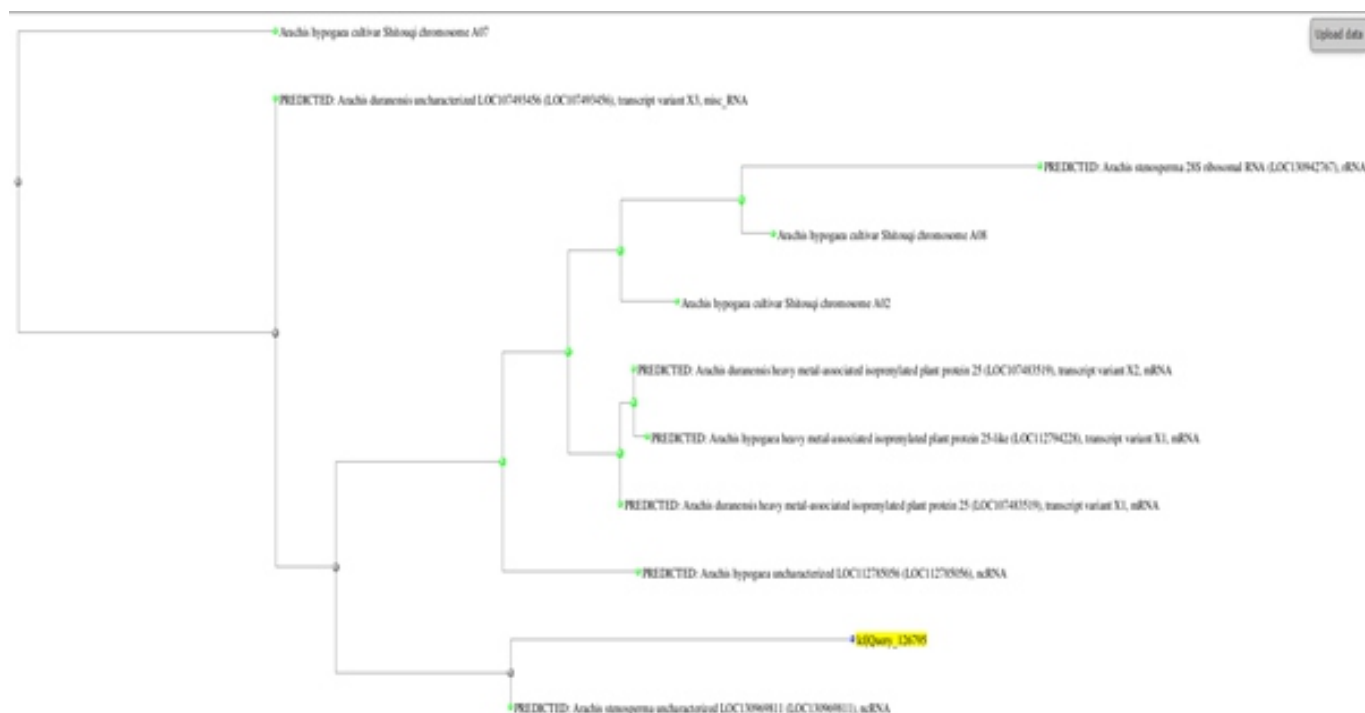 Arachis hypogaea cultivar Shitouqi chromosome A07
Upload data
PREDICTED: Arachis duranensis uncharacterized LOC107493456 (LOC107493456), transcript variant X3, misc_RNA
PREDICTED: Arachis stenosperma 28S ribosomal RNA (LOC130942767), rRNA
Arachis hypogaea cultivar Shitouqi chromosome A08
Arachis hypogaea cultivar Shitouqi chromosome A02
PREDICTED: Arachis duranensis heavy metal-associated isoprenylated plant protein 25 (LOC107483519), transcript variant X2, mRNA
PREDICTED: Arachis hypogaea heavy metal-associated isoprenylated plant protein 25-like (LOC112794228), transcript variant X1, mRNA
PREDICTED: Arachis duranensis heavy metal-associated isoprenylated plant protein 25 (LOC107483519), transcript variant X1, mRNA
PREDICTED: Arachis hypogaea uncharacterized LOC112785056 (LOC112785056), ncRNA
lcl|Query_126795
PREDICTED: Arachis stenosperma uncharacterized LOC130969811 (LOC130969811), ncRNA